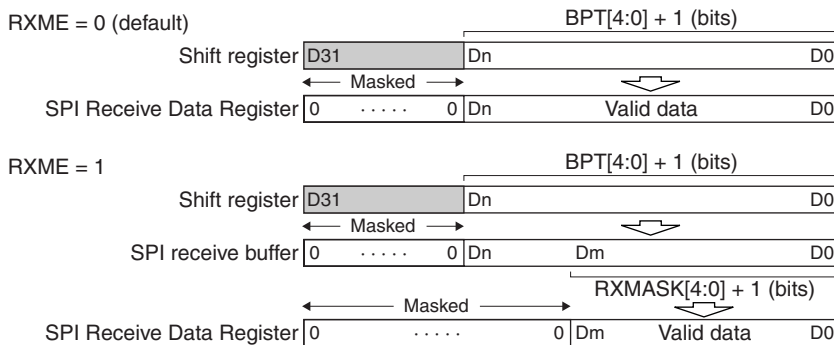 RXME = 0 (default)
BPT[4:0] + 1 (bits)
Shift register D31 Dn D0
Masked
SPI Receive Data Register 0 ····· 0 Dn Valid data D0
RXME = 1
BPT[4:0] + 1 (bits)
Shift register D31 Dn D0
Masked
SPI receive buffer 0 ····· 0 Dn Dm D0
RXMASK[4:0] + 1 (bits)
Masked
SPI Receive Data Register 0 ····· 0 Dm Valid data D0